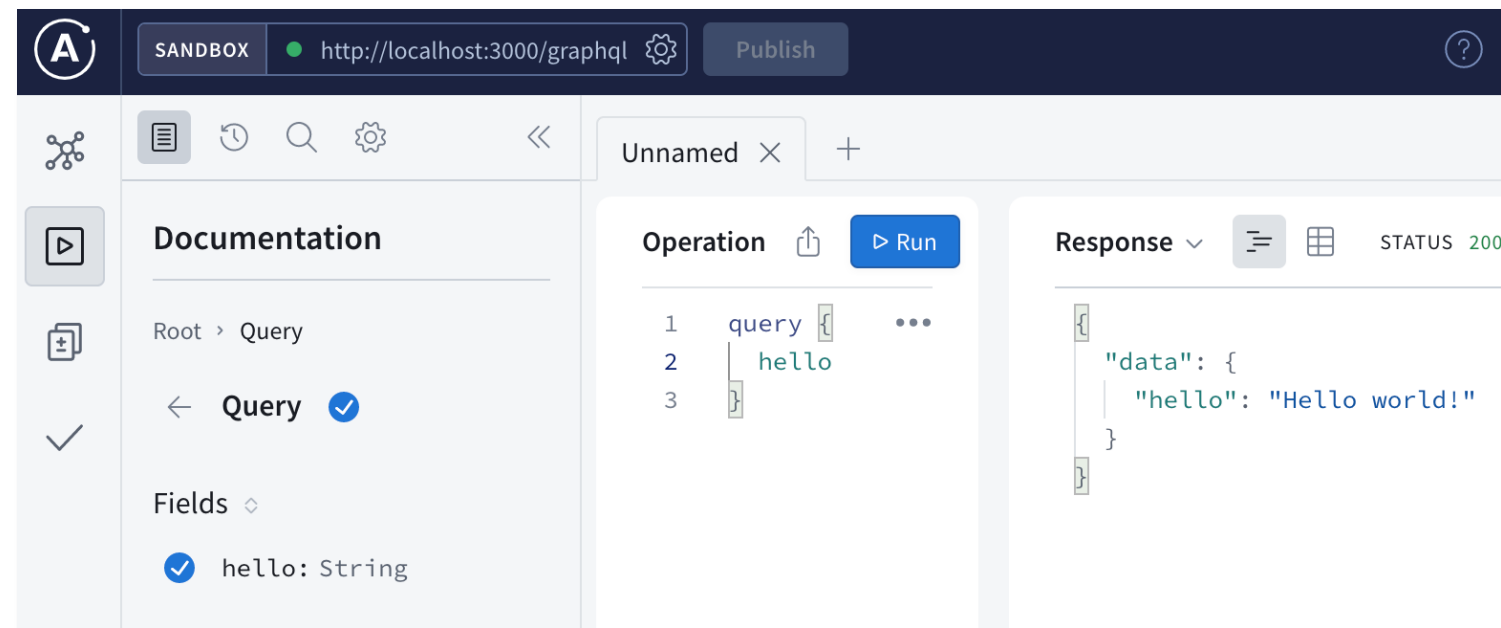 SANDBOX http://localhost:3000/graphql Publish ?
Unnamed
Documentation
Root › Query
Query
Fields
hello: String
Operation Run
1 query { •••
2 hello
3 }
Response STATUS 200
{
"data": {
"hello": "Hello world!"
}
}